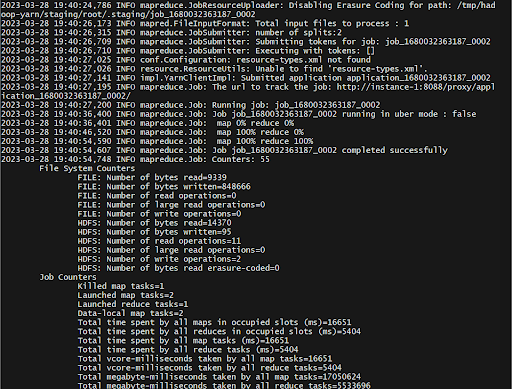 2023-03-28 19:40:24,786 INFO mapreduce.JobResourceUploader: Disabling Erasure Coding for path: /tmp/had
oop-yarn/staging/root/.staging/job_1680032363187_0002
2023-03-28 19:40:26,173 INFO mapred.FileInputFormat: Total input files to process : 1
2023-03-28 19:40:26,315 INFO mapreduce.JobSubmitter: number of splits:2
2023-03-28 19:40:26,709 INFO mapreduce.JobSubmitter: Submitting tokens for job: job_1680032363187_0002
2023-03-28 19:40:26,710 INFO mapreduce.JobSubmitter: Executing with tokens: []
2023-03-28 19:40:27,025 INFO conf.Configuration: resource-types.xml not found
2023-03-28 19:40:27,026 INFO resource.ResourceUtils: Unable to find 'resource-types.xml'.
2023-03-28 19:40:27,141 INFO impl.YarnClientImpl: Submitted application application_1680032363187_0002
2023-03-28 19:40:27,195 INFO mapreduce.Job: The url to track the job: http://instance-1:8088/proxy/appl
ication_1680032363187_0002/
2023-03-28 19:40:27,200 INFO mapreduce.Job: Running job: job_1680032363187_0002
2023-03-28 19:40:36,400 INFO mapreduce.Job: Job job_1680032363187_0002 running in uber mode : false
2023-03-28 19:40:36,401 INFO mapreduce.Job:  map 0% reduce 0%
2023-03-28 19:40:46,520 INFO mapreduce.Job:  map 100% reduce 0%
2023-03-28 19:40:54,590 INFO mapreduce.Job:  map 100% reduce 100%
2023-03-28 19:40:54,607 INFO mapreduce.Job: Job job_1680032363187_0002 completed successfully
2023-03-28 19:40:54,748 INFO mapreduce.Job: Counters: 55
File System Counters
FILE: Number of bytes read=9339
FILE: Number of bytes written=848666
FILE: Number of read operations=0
FILE: Number of large read operations=0
FILE: Number of write operations=0
HDFS: Number of bytes read=14370
HDFS: Number of bytes written=95
HDFS: Number of read operations=11
HDFS: Number of large read operations=0
HDFS: Number of write operations=2
HDFS: Number of bytes read erasure-coded=0
Job Counters
Killed map tasks=1
Launched map tasks=2
Launched reduce tasks=1
Data-local map tasks=2
Total time spent by all maps in occupied slots (ms)=16651
Total time spent by all reduces in occupied slots (ms)=5404
Total time spent by all map tasks (ms)=16651
Total time spent by all reduce tasks (ms)=5404
Total vcore-milliseconds taken by all map tasks=16651
Total vcore-milliseconds taken by all reduce tasks=5404
Total megabyte-milliseconds taken by all map tasks=17050624
Total megabyte-milliseconds taken by all reduce tasks=5533696